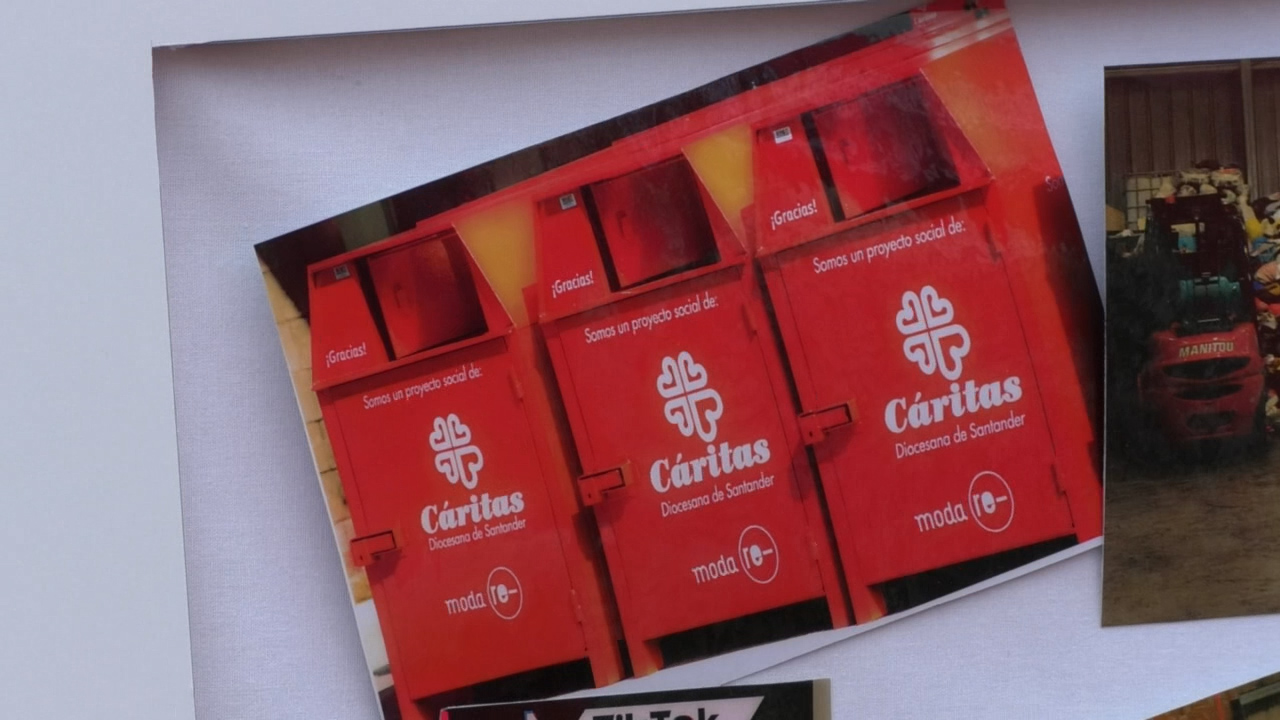 ¡Gracias!
Somos un proyecto social de:
Cáritas
Diocesana de Santander
moda re-
¡Gracias!
Somos un proyecto social de:
Cáritas
Diocesana de Santander
moda re-
¡Gracias!
Somos un proyecto social de:
Cáritas
Diocesana de Santander
moda re-
MANITOU
TikTok